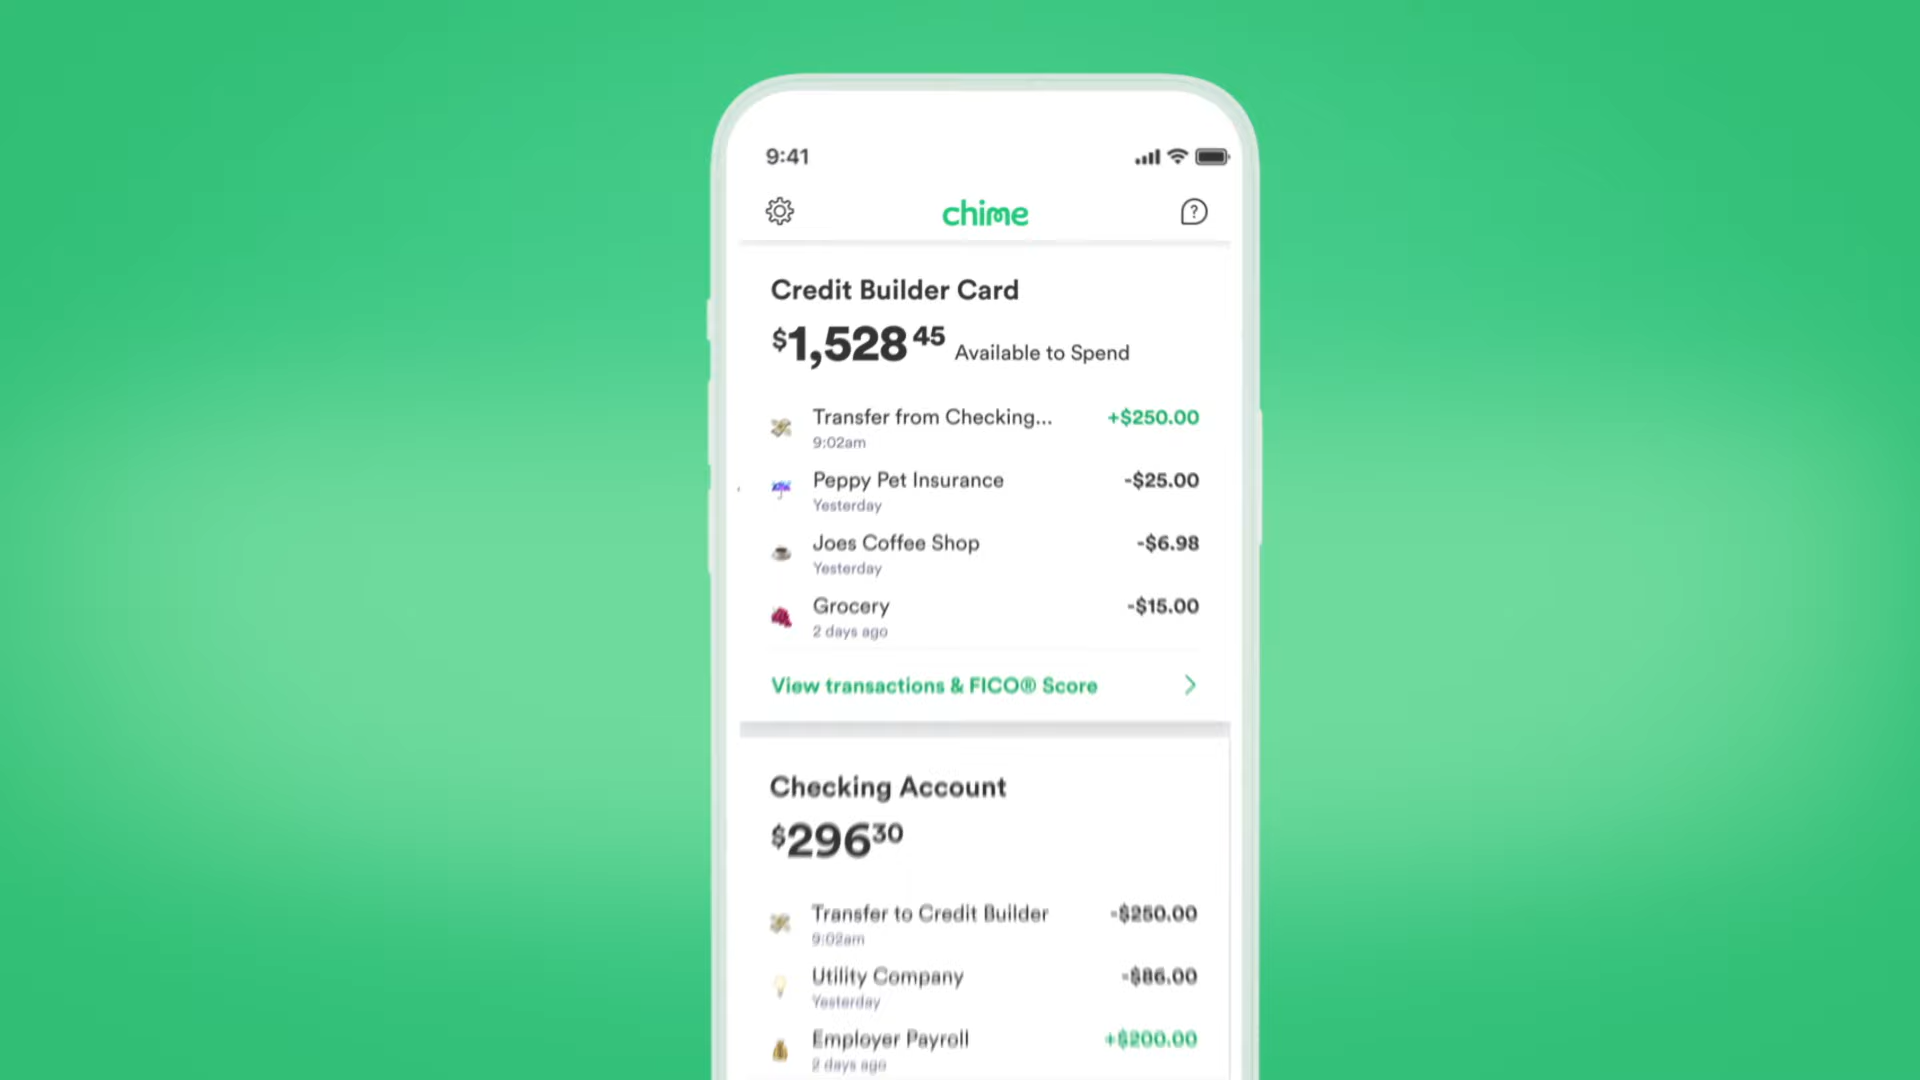 9:41
chime
Credit Builder Card
$1,528 45 Available to Spend
Transfer from Checking... +$250.00
9:02am
Peppy Pet Insurance -$25.00
Yesterday
Joes Coffee Shop -$6.98
Yesterday
Grocery -$15.00
2 days ago
View transactions & FICO® Score
Checking Account
$296 30
Transfer to Credit Builder -$250.00
9:02am
Utility Company -$86.00
Yesterday
Employer Payroll +$200.00
2 days ago